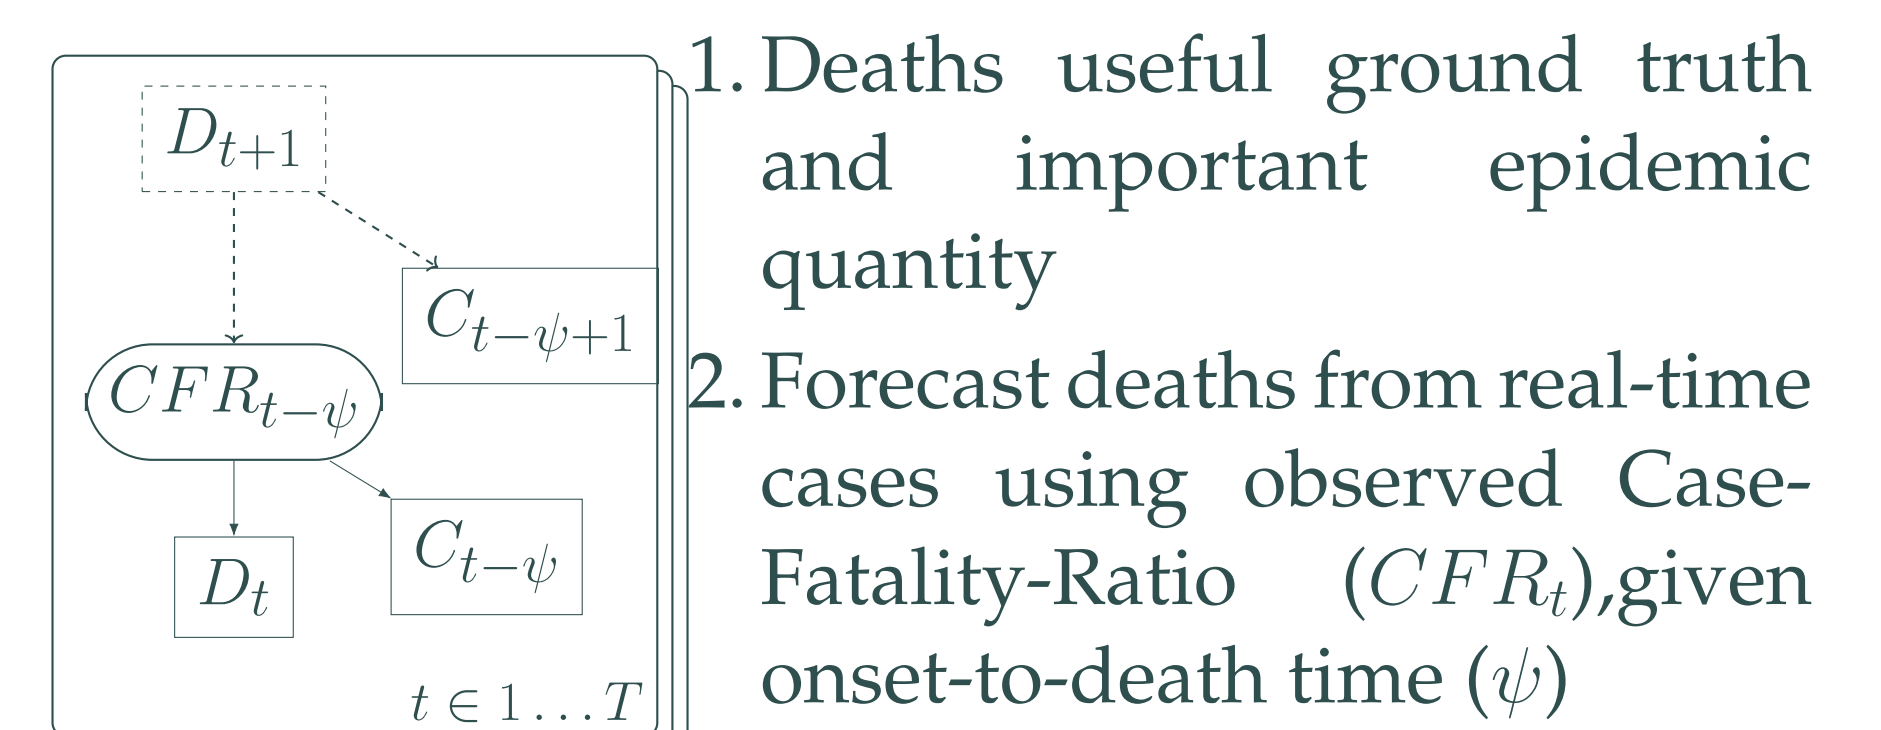 D_{t+1}
C_{t−ψ+1}
CFR_{t−ψ}
C_{t−ψ}
D_t
t ∈ 1 … T
1. Deaths useful ground truth
and important epidemic
quantity
2. Forecast deaths from real-time
cases using observed Case-
Fatality-Ratio (CFR_t),given
onset-to-death time (ψ)